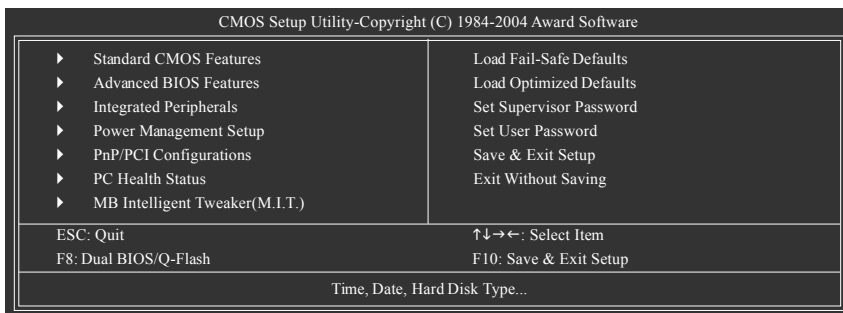 CMOS Setup Utility-Copyright (C) 1984-2004 Award Software
Standard CMOS Features
Advanced BIOS Features
Integrated Peripherals
Power Management Setup
PnP/PCI Configurations
PC Health Status
MB Intelligent Tweaker(M.I.T.)
Load Fail-Safe Defaults
Load Optimized Defaults
Set Supervisor Password
Set User Password
Save & Exit Setup
Exit Without Saving
ESC: Quit
↑↓→←: Select Item
F8: Dual BIOS/Q-Flash
F10: Save & Exit Setup
Time, Date, Hard Disk Type...